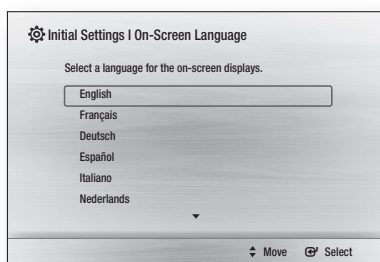 Initial Settings I On-Screen Language
Select a language for the on-screen displays.
English
Français
Deutsch
Español
Italiano
Nederlands
Move Select